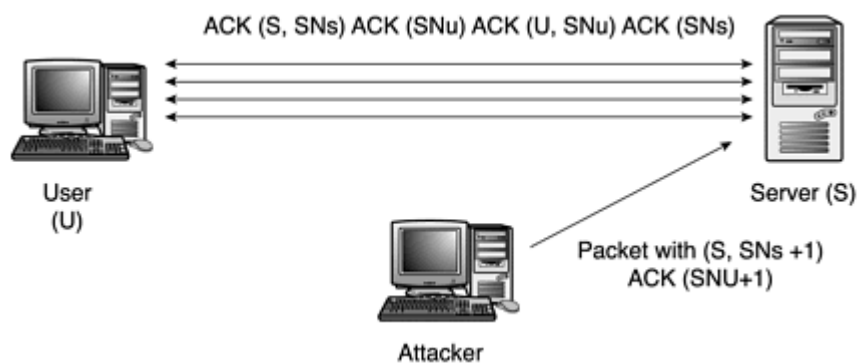 ACK (S, SNs) ACK (SNu) ACK (U, SNu) ACK (SNs)
User
(U)
Server (S)
Packet with (S, SNs +1)
ACK (SNU+1)
Attacker